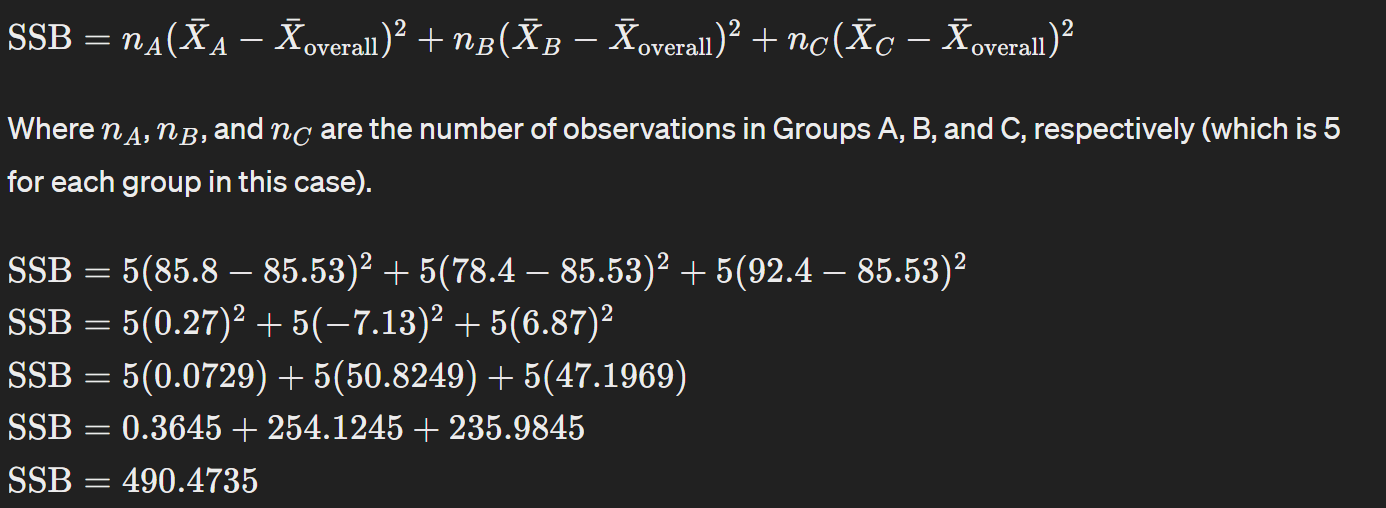 SSB = n_A(X̄_A − X̄_overall)² + n_B(X̄_B − X̄_overall)² + n_C(X̄_C − X̄_overall)²
Where n_A, n_B, and n_C are the number of observations in Groups A, B, and C, respectively (which is 5
for each group in this case).
SSB = 5(85.8 − 85.53)² + 5(78.4 − 85.53)² + 5(92.4 − 85.53)²
SSB = 5(0.27)² + 5(−7.13)² + 5(6.87)²
SSB = 5(0.0729) + 5(50.8249) + 5(47.1969)
SSB = 0.3645 + 254.1245 + 235.9845
SSB = 490.4735